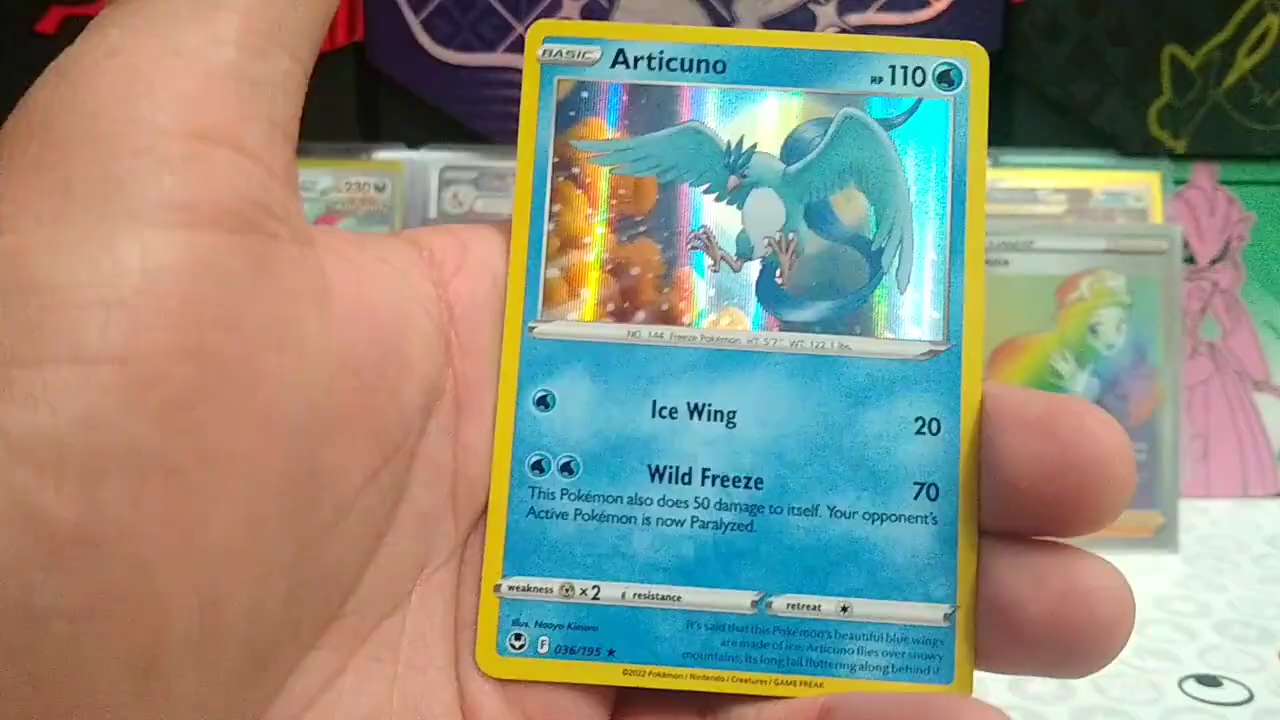 BASIC Articuno HP 110
NO. 144 Freeze Pokémon HT: 5'7" WT: 122.1 lbs.
Ice Wing 20
Wild Freeze 70
This Pokémon also does 50 damage to itself. Your opponent's
Active Pokémon is now Paralyzed.
weakness ×2 resistance retreat
Illus. Naoyo Kimura
F 036/195
It's said that this Pokémon's beautiful blue wings
are made of ice. Articuno flies over snowy
mountains, its long tail fluttering along behind it.
©2022 Pokémon / Nintendo / Creatures / GAME FREAK
230